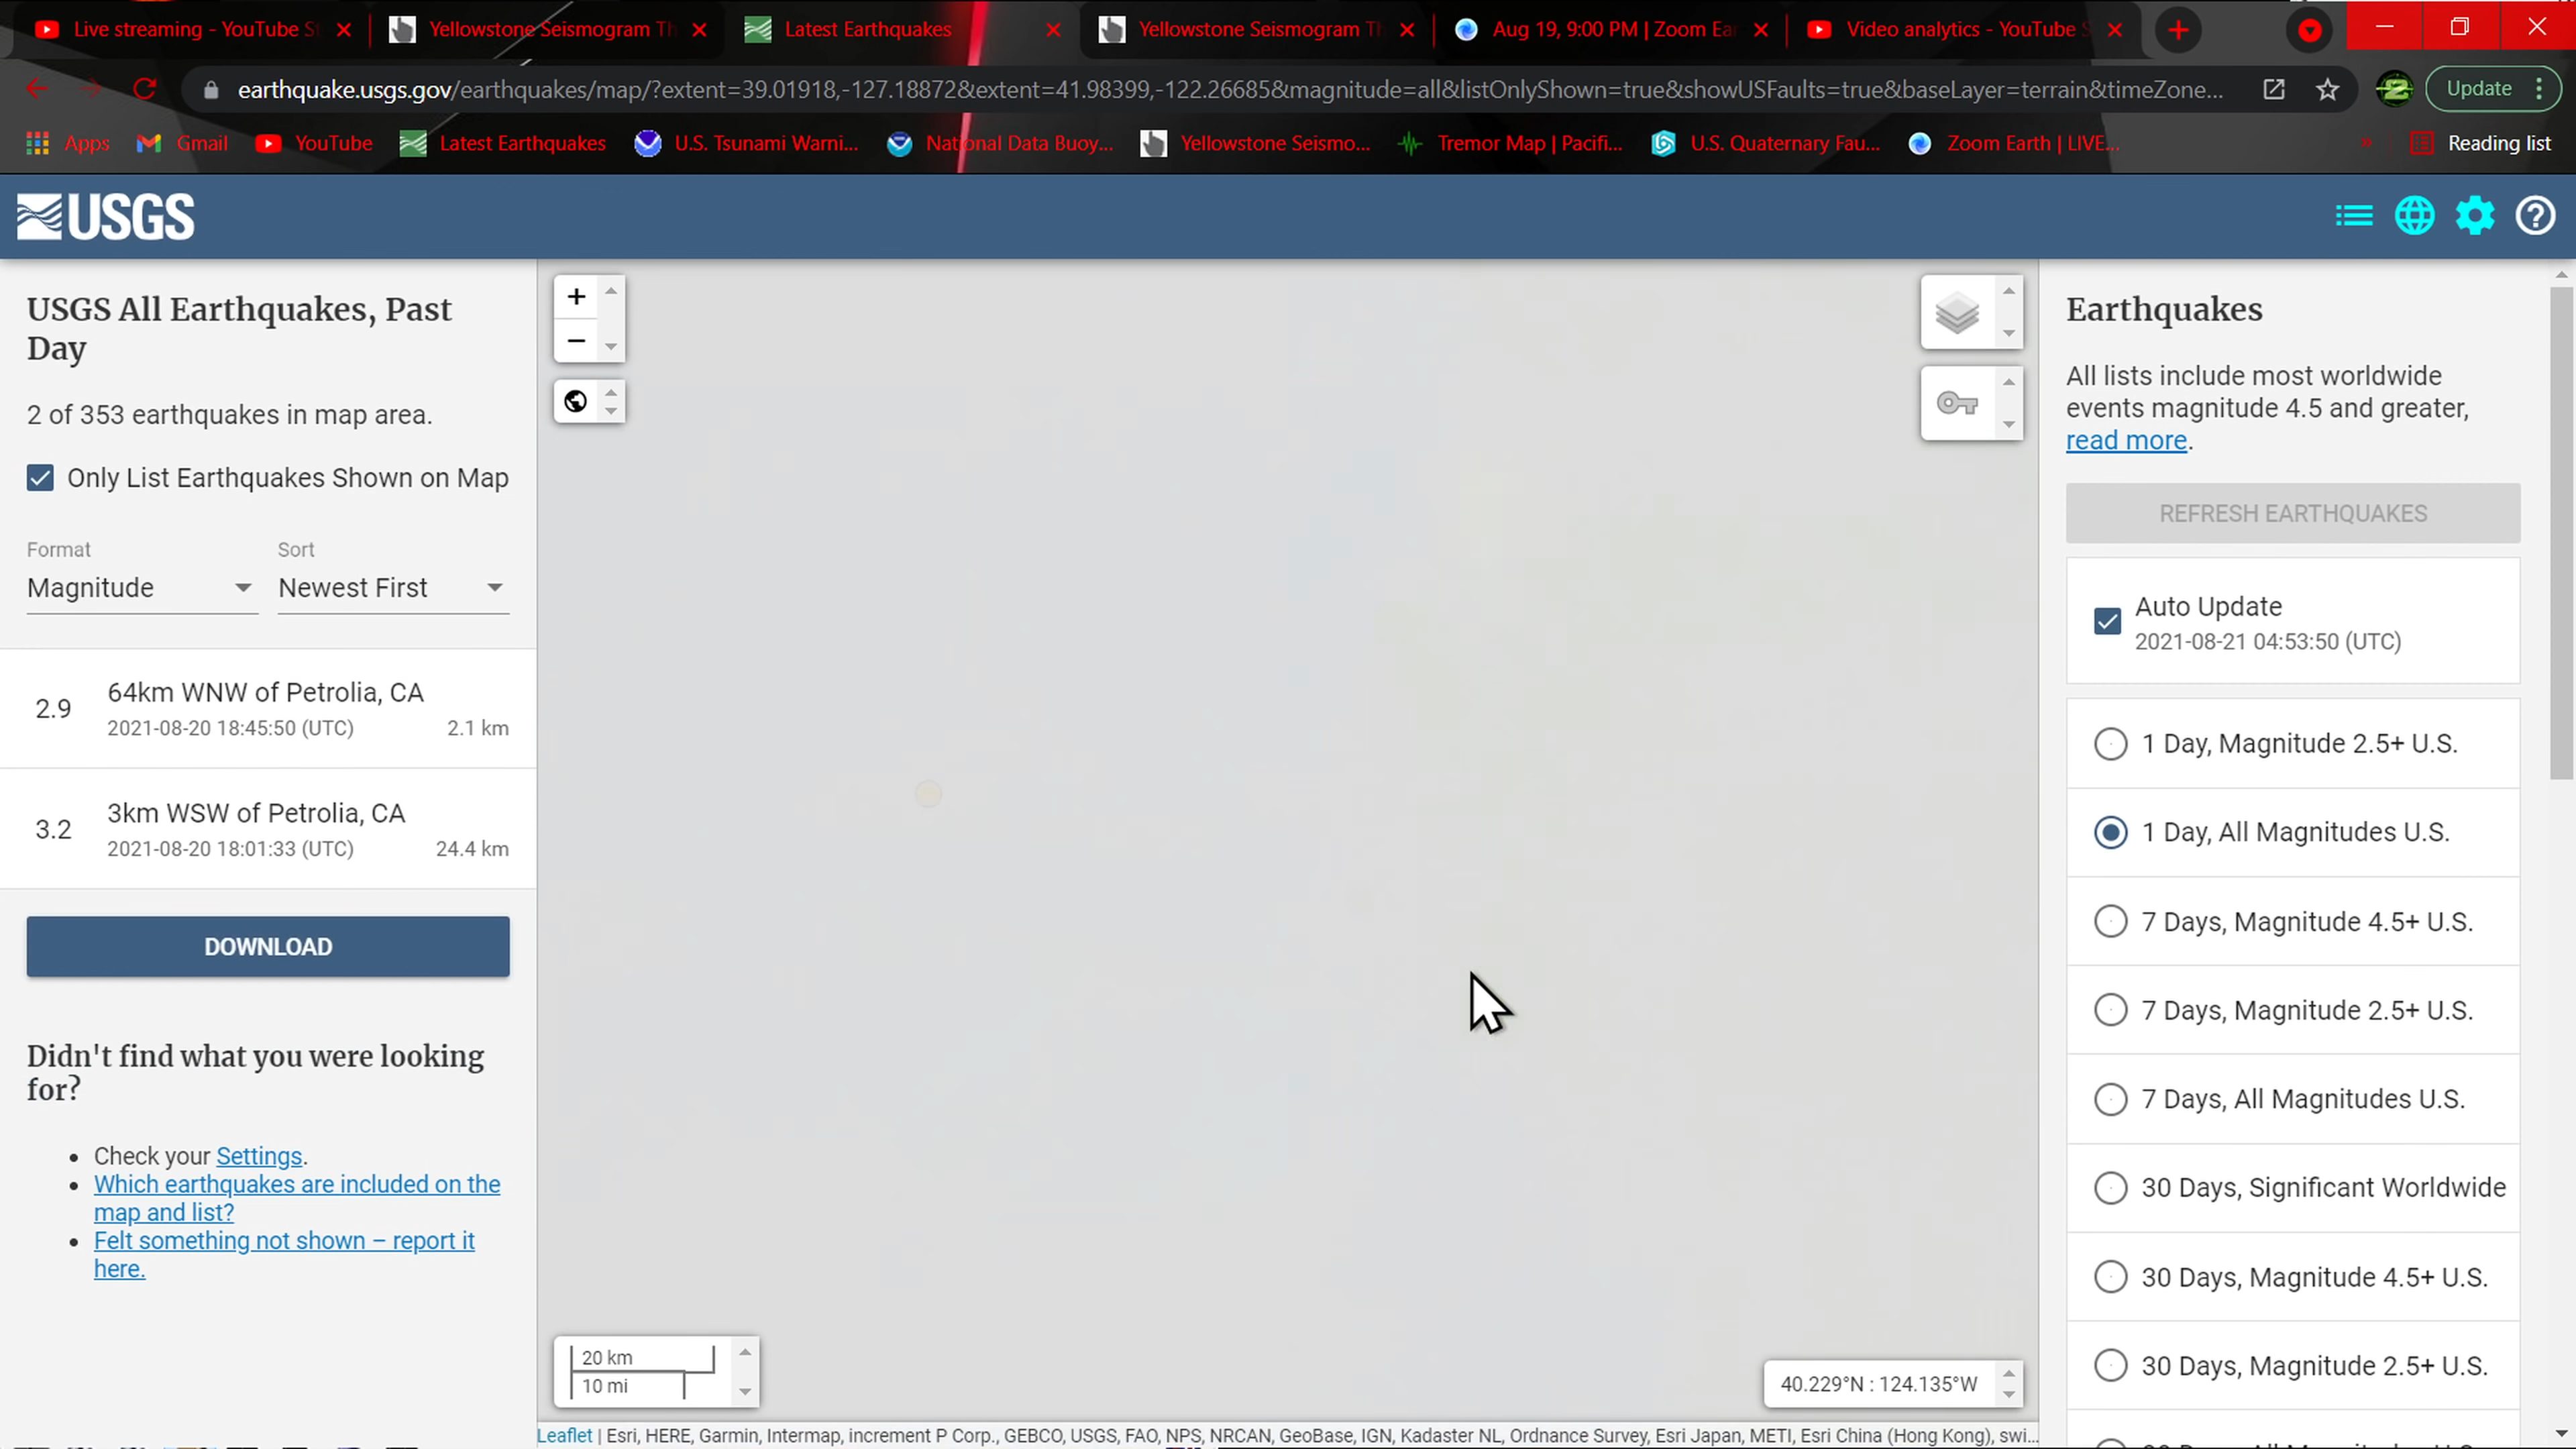 Live streaming - YouTube S
Yellowstone Seismogram Th
Latest Earthquakes
Yellowstone Seismogram Th
Aug 19, 9:00 PM | Zoom Ea
Video analytics - YouTube S
earthquake.usgs.gov/earthquakes/map/?extent=39.01918,-127.18872&extent=41.98399,-122.26685&magnitude=all&listOnlyShown=true&showUSFaults=true&baseLayer=terrain&timeZone...
Update
Apps
Gmail
YouTube
Latest Earthquakes
U.S. Tsunami Warni...
National Data Buoy...
Yellowstone Seismo...
Tremor Map | Pacifi...
U.S. Quaternary Fau...
Zoom Earth | LIVE...
»
Reading list
USGS
USGS All Earthquakes, Past
Day
2 of 353 earthquakes in map area.
Only List Earthquakes Shown on Map
Format
Sort
Magnitude
Newest First
2.9
64km WNW of Petrolia, CA
2021-08-20 18:45:50 (UTC)
2.1 km
3.2
3km WSW of Petrolia, CA
2021-08-20 18:01:33 (UTC)
24.4 km
DOWNLOAD
Didn't find what you were looking
for?
• Check your Settings.
• Which earthquakes are included on the
map and list?
• Felt something not shown – report it
here.
+
−
20 km
10 mi
40.229°N : 124.135°W
Leaflet | Esri, HERE, Garmin, Intermap, increment P Corp., GEBCO, USGS, FAO, NPS, NRCAN, GeoBase, IGN, Kadaster NL, Ordnance Survey, Esri Japan, METI, Esri China (Hong Kong), swi...
Earthquakes
All lists include most worldwide
events magnitude 4.5 and greater,
read more.
REFRESH EARTHQUAKES
Auto Update
2021-08-21 04:53:50 (UTC)
1 Day, Magnitude 2.5+ U.S.
1 Day, All Magnitudes U.S.
7 Days, Magnitude 4.5+ U.S.
7 Days, Magnitude 2.5+ U.S.
7 Days, All Magnitudes U.S.
30 Days, Significant Worldwide
30 Days, Magnitude 4.5+ U.S.
30 Days, Magnitude 2.5+ U.S.